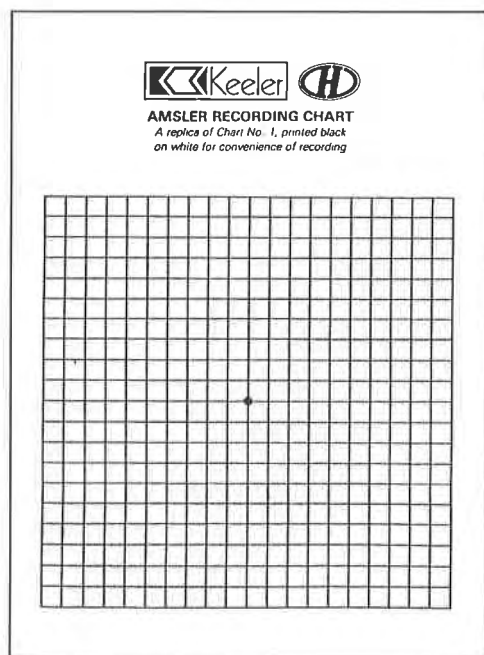 Keeler H
AMSLER RECORDING CHART
A replica of Chart No. 1, printed black
on white for convenience of recording